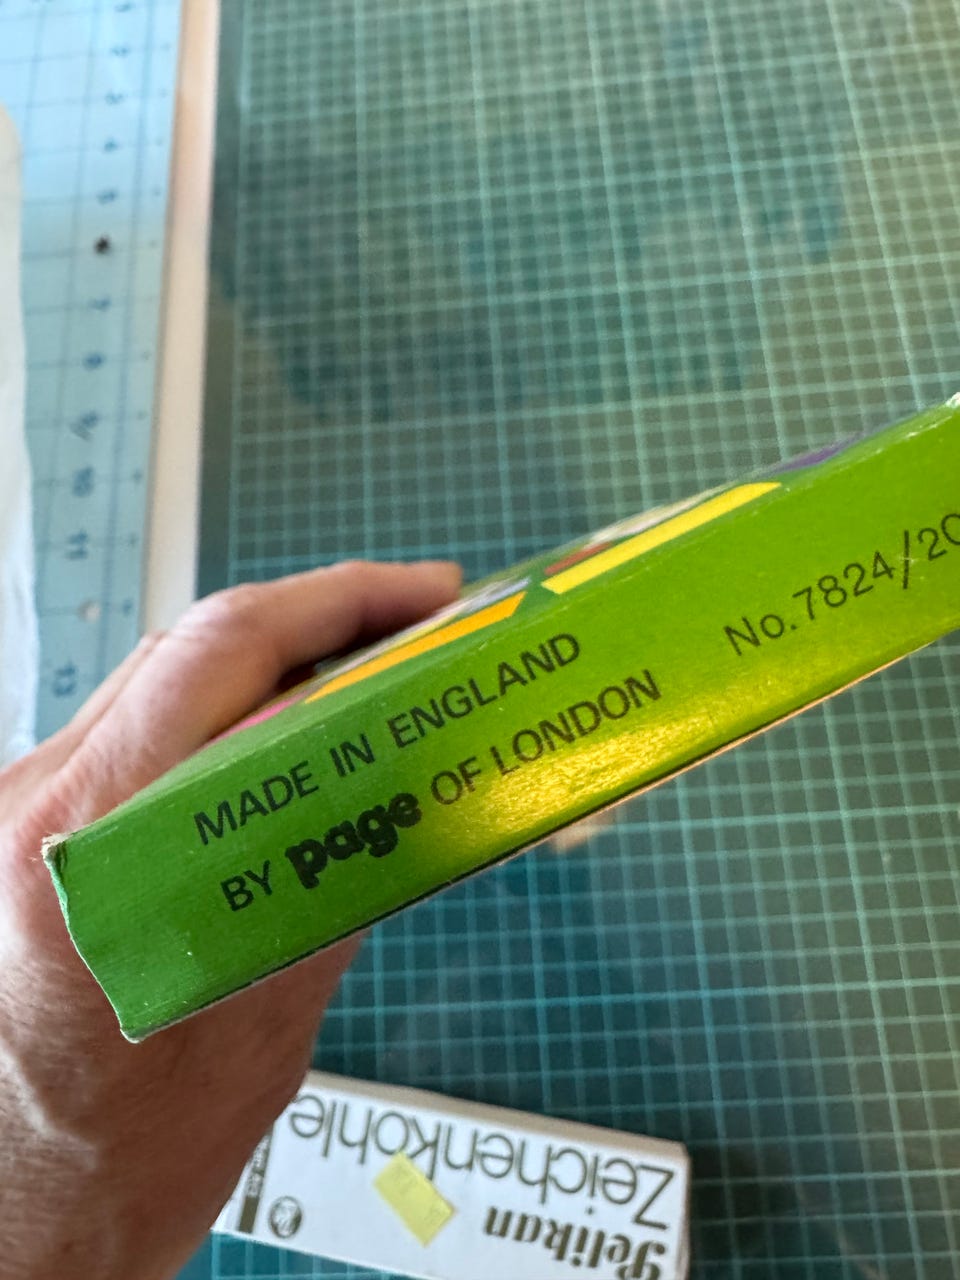 MADE IN ENGLAND
BY page OF LONDON
No. 7824/20
Pelikan
Zeichenkohle